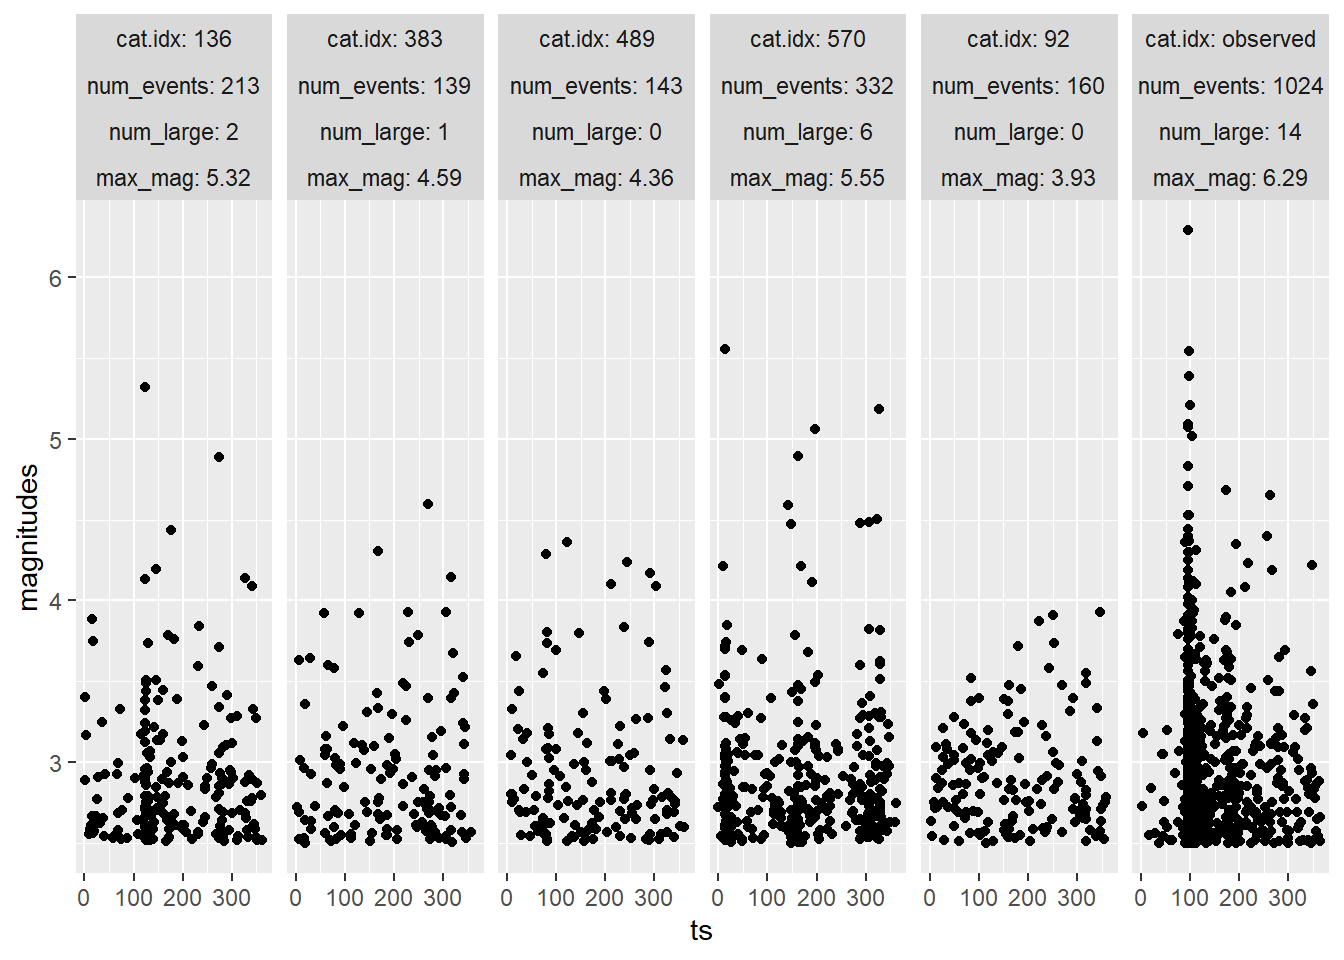 cat.idx: 136
num_events: 213
num_large: 2
max_mag: 5.32
cat.idx: 383
num_events: 139
num_large: 1
max_mag: 4.59
cat.idx: 489
num_events: 143
num_large: 0
max_mag: 4.36
cat.idx: 570
num_events: 332
num_large: 6
max_mag: 5.55
cat.idx: 92
num_events: 160
num_large: 0
max_mag: 3.93
cat.idx: observed
num_events: 1024
num_large: 14
max_mag: 6.29
magnitudes
6
5
4
3
0 100 200 300
0 100 200 300
0 100 200 300
0 100 200 300
0 100 200 300
0 100 200 300
ts